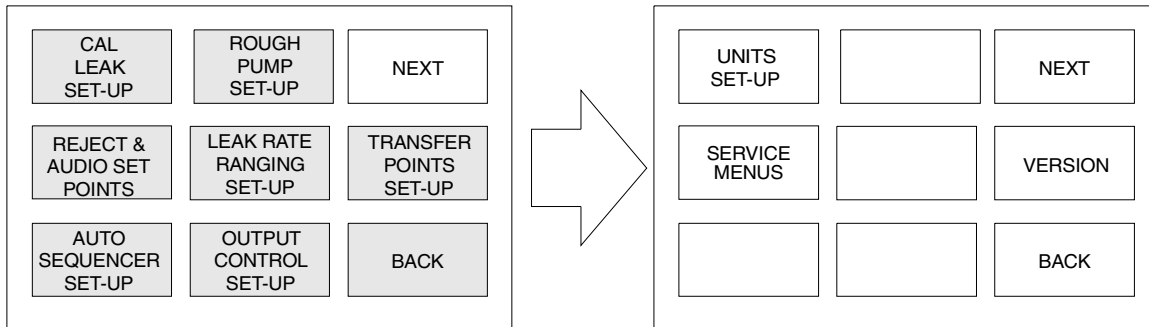 CAL
LEAK
SET-UP
ROUGH
PUMP
SET-UP
NEXT
REJECT &
AUDIO SET
POINTS
LEAK RATE
RANGING
SET-UP
TRANSFER
POINTS
SET-UP
AUTO
SEQUENCER
SET-UP
OUTPUT
CONTROL
SET-UP
BACK
UNITS
SET-UP
NEXT
SERVICE
MENUS
VERSION
BACK